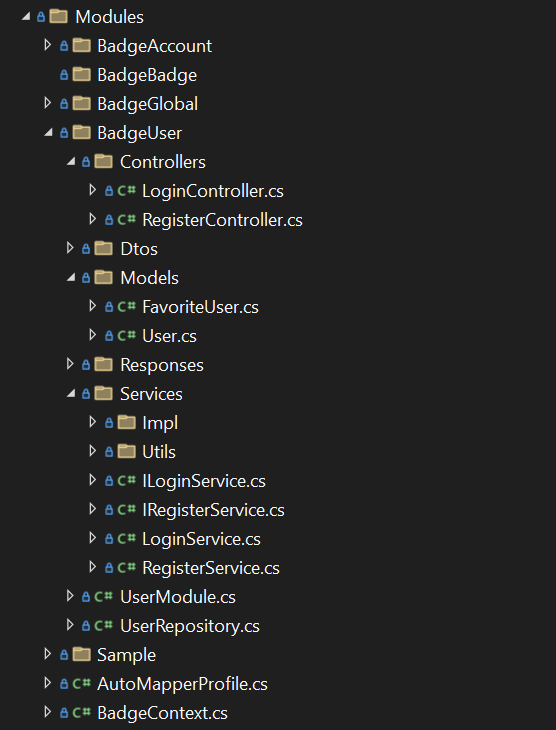 Modules
BadgeAccount
BadgeBadge
BadgeGlobal
BadgeUser
Controllers
C# LoginController.cs
C# RegisterController.cs
Dtos
Models
C# FavoriteUser.cs
C# User.cs
Responses
Services
Impl
Utils
C# ILoginService.cs
C# IRegisterService.cs
C# LoginService.cs
C# RegisterService.cs
C# UserModule.cs
C# UserRepository.cs
Sample
C# AutoMapperProfile.cs
C# BadgeContext.cs